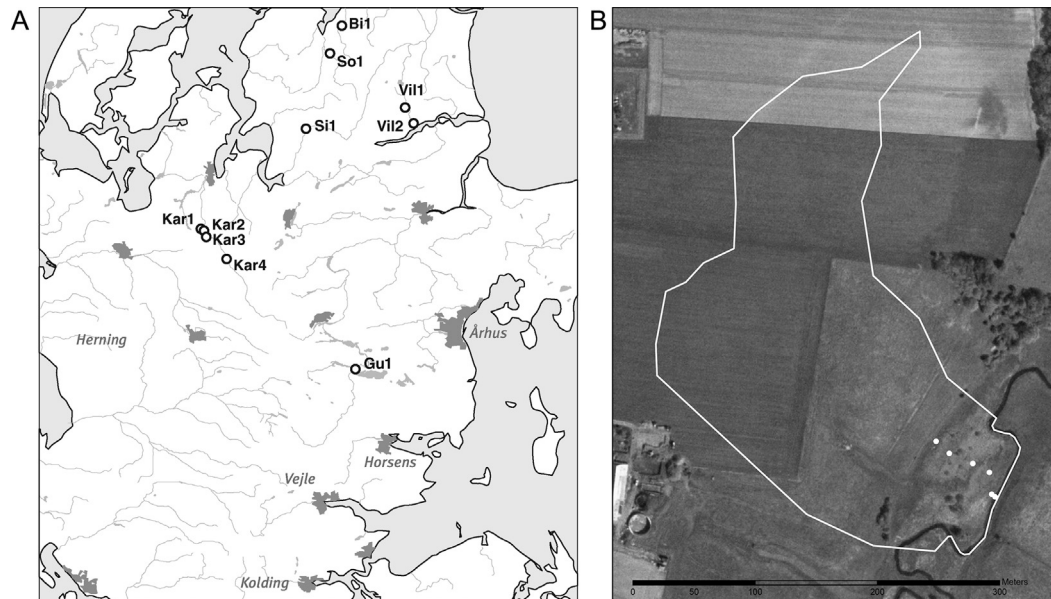 A
Bi1
So1
Vil1
Vil2
Si1
Kar1
Kar2
Kar3
Kar4
Herning
Århus
Gu1
Horsens
Vejle
Kolding
B
Meters
0 100 200 300